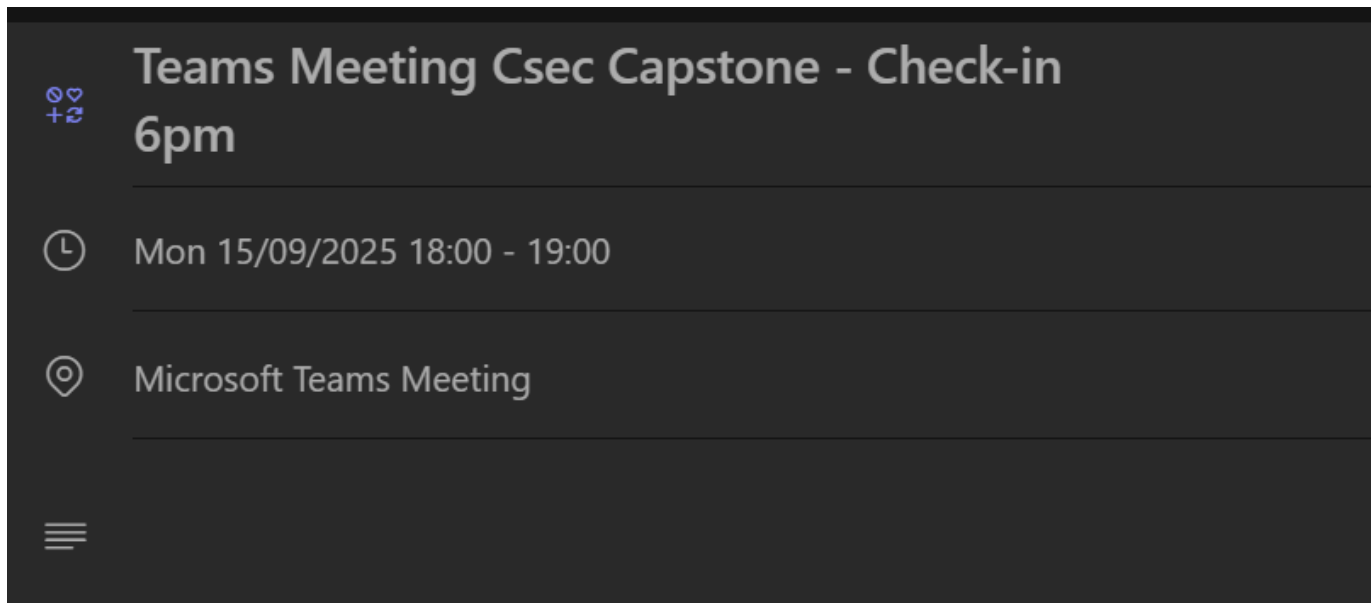 Teams Meeting Csec Capstone - Check-in
6pm
Mon 15/09/2025 18:00 - 19:00
Microsoft Teams Meeting